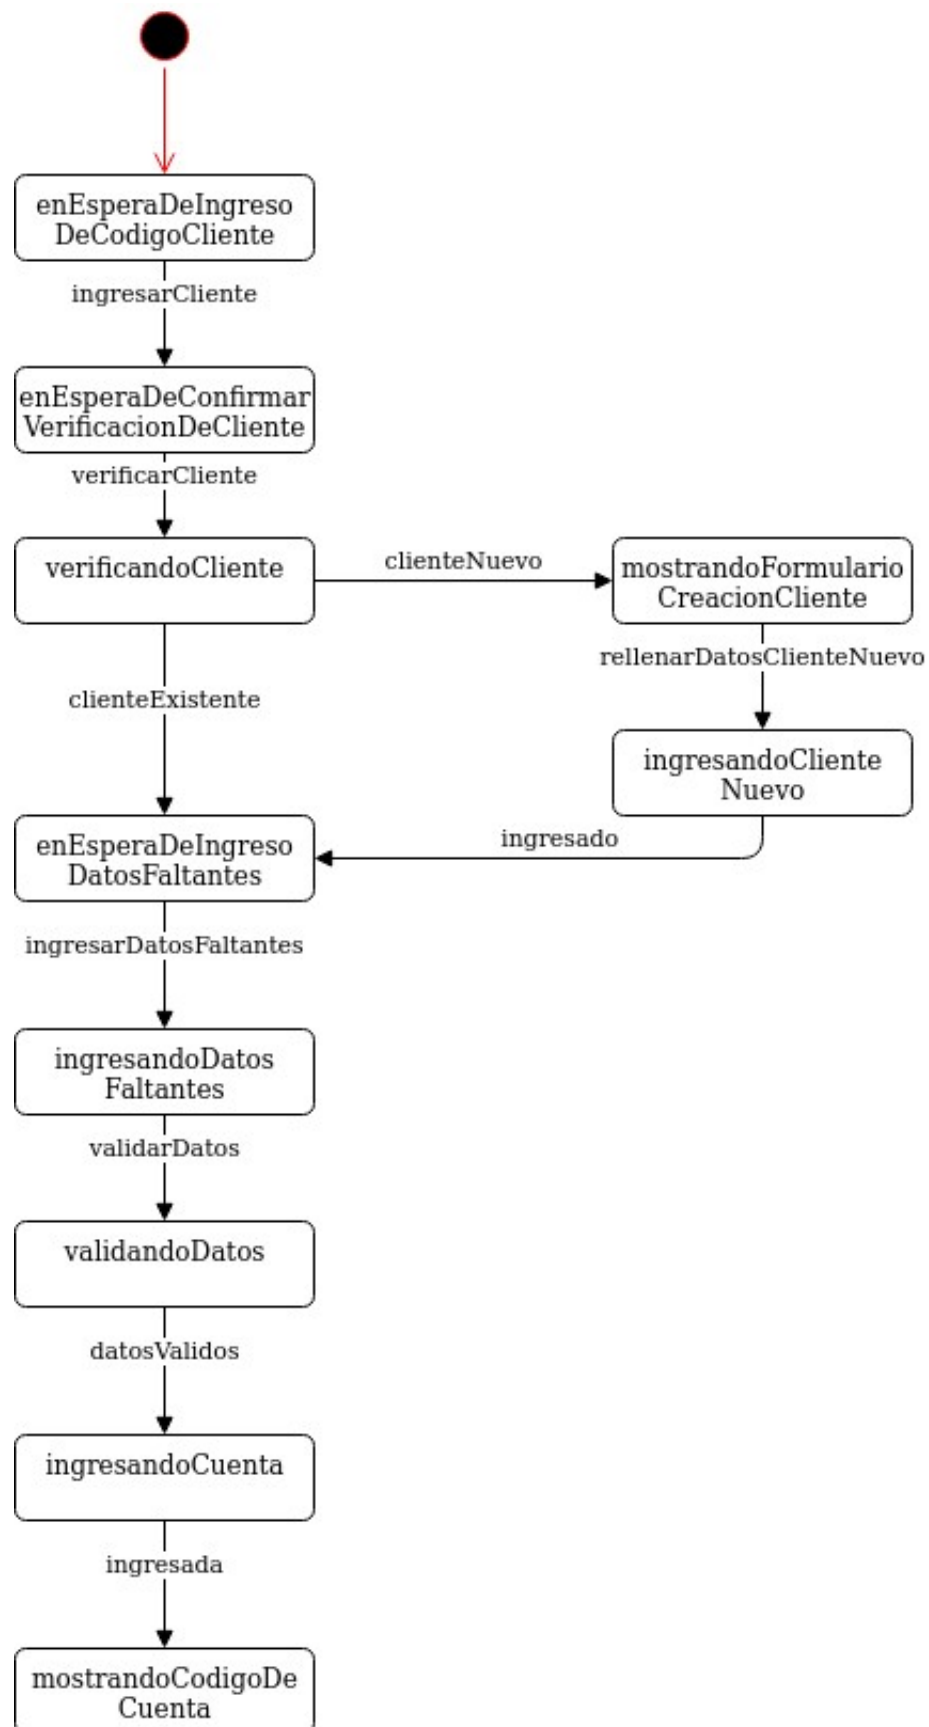 enEsperaDeIngreso
DeCodigoCliente
ingresarCliente
enEsperaDeConfirmar
VerificacionDeCliente
verificarCliente
verificandoCliente
clienteNuevo
mostrandoFormulario
CreacionCliente
rellenarDatosClienteNuevo
clienteExistente
ingresandoCliente
Nuevo
ingresado
enEsperaDeIngreso
DatosFaltantes
ingresarDatosFaltantes
ingresandoDatos
Faltantes
validarDatos
validandoDatos
datosValidos
ingresandoCuenta
ingresada
mostrandoCodigoDe
Cuenta